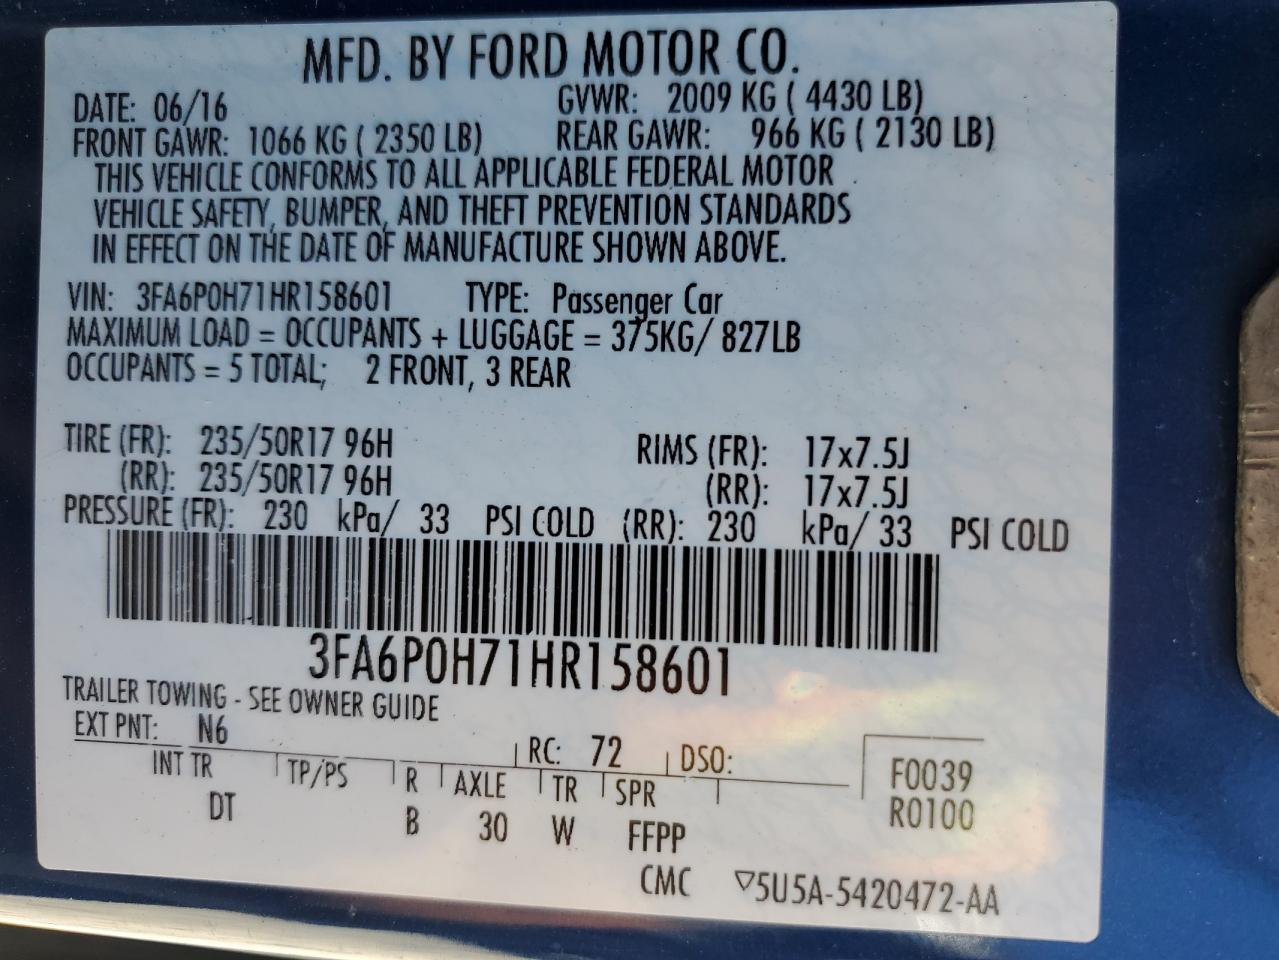 MFD. BY FORD MOTOR CO.
DATE: 06/16 GVWR: 2009 KG ( 4430 LB)
FRONT GAWR: 1066 KG ( 2350 LB) REAR GAWR: 966 KG ( 2130 LB)
THIS VEHICLE CONFORMS TO ALL APPLICABLE FEDERAL MOTOR
VEHICLE SAFETY, BUMPER, AND THEFT PREVENTION STANDARDS
IN EFFECT ON THE DATE OF MANUFACTURE SHOWN ABOVE.
VIN: 3FA6P0H71HR158601 TYPE: Passenger Car
MAXIMUM LOAD = OCCUPANTS + LUGGAGE = 375KG/ 827LB
OCCUPANTS = 5 TOTAL; 2 FRONT, 3 REAR
TIRE (FR): 235/50R17 96H RIMS (FR): 17x7.5J
(RR): 235/50R17 96H (RR): 17x7.5J
PRESSURE (FR): 230 kPa/ 33 PSI COLD (RR): 230 kPa/ 33 PSI COLD
3FA6P0H71HR158601
TRAILER TOWING - SEE OWNER GUIDE
EXT PNT: N6 RC: 72 DSO:
INT TR TP/PS R AXLE TR SPR F0039
DT B 30 W FFPP R0100
CMC ▽5U5A-5420472-AA